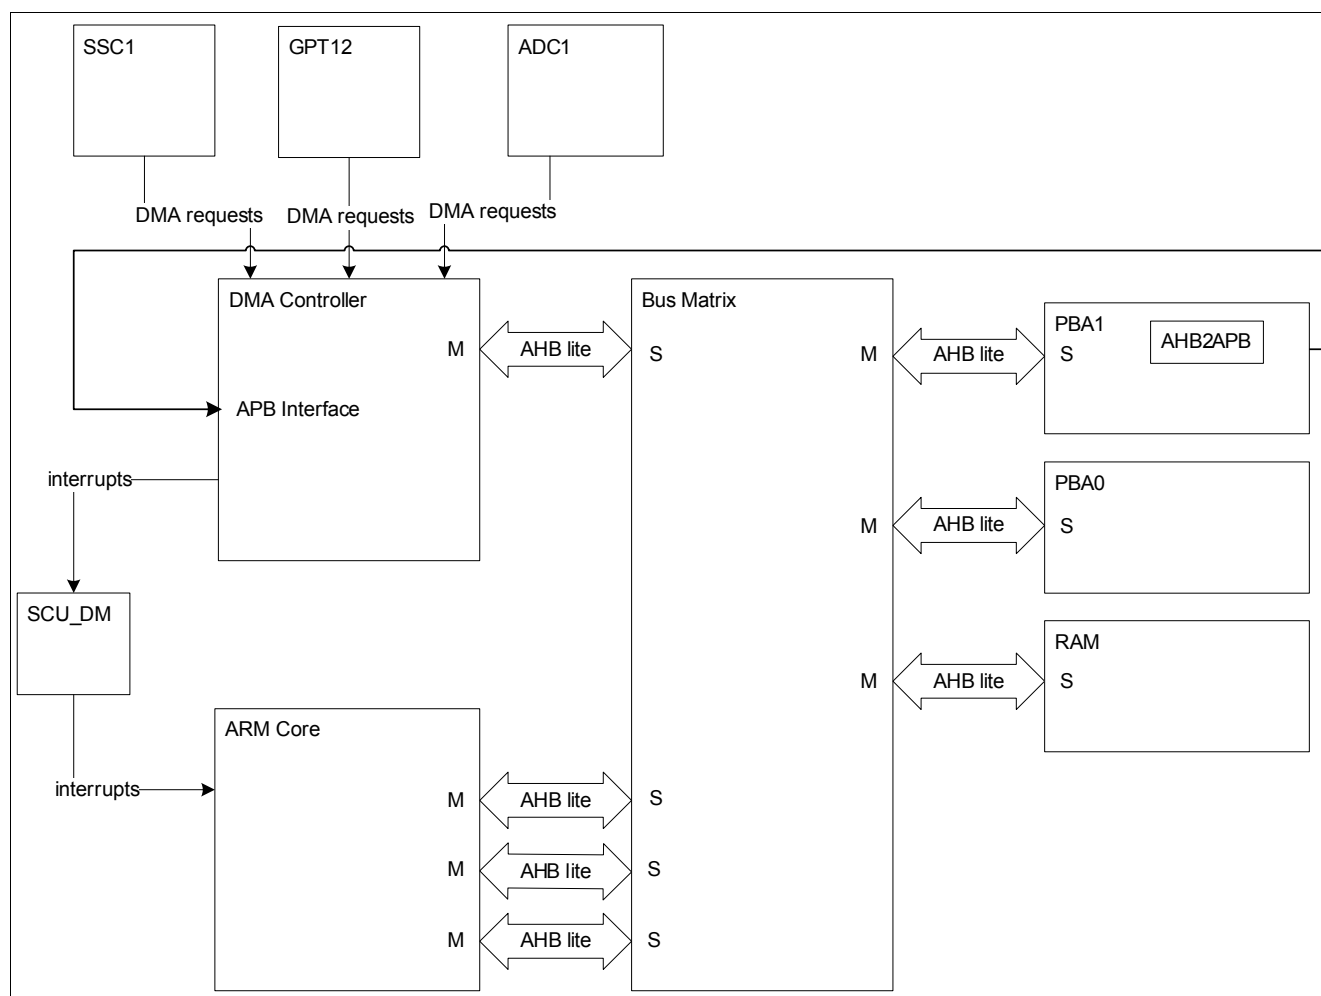 SSC1
GPT12
ADC1
DMA requests
DMA requests
DMA requests
DMA Controller
Bus Matrix
PBA1
AHB2APB
M
AHB lite
S
M
AHB lite
S
APB Interface
interrupts
PBA0
M
AHB lite
S
SCU_DM
RAM
M
AHB lite
S
ARM Core
interrupts
M
AHB lite
S
M
AHB lite
S
M
AHB lite
S